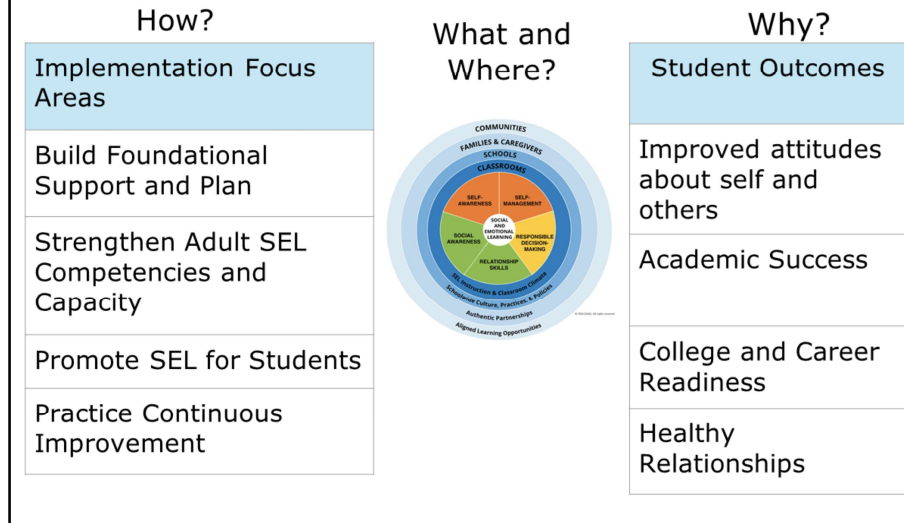 How?
Implementation Focus
Areas
Build Foundational
Support and Plan
Strengthen Adult SEL
Competencies and
Capacity
Promote SEL for Students
Practice Continuous
Improvement
What and
Where?
COMMUNITIES
FAMILIES & CAREGIVERS
SCHOOLS
CLASSROOMS
SELF-
AWARENESS
SELF-
MANAGEMENT
SOCIAL
AWARENESS
SOCIAL
AND
EMOTIONAL
LEARNING
RESPONSIBLE
DECISION-
MAKING
RELATIONSHIP
SKILLS
SEL Instruction & Classroom Climate
Schoolwide Culture, Practices, & Policies
Authentic Partnerships
Aligned Learning Opportunities
Why?
Student Outcomes
Improved attitudes
about self and
others
Academic Success
College and Career
Readiness
Healthy
Relationships